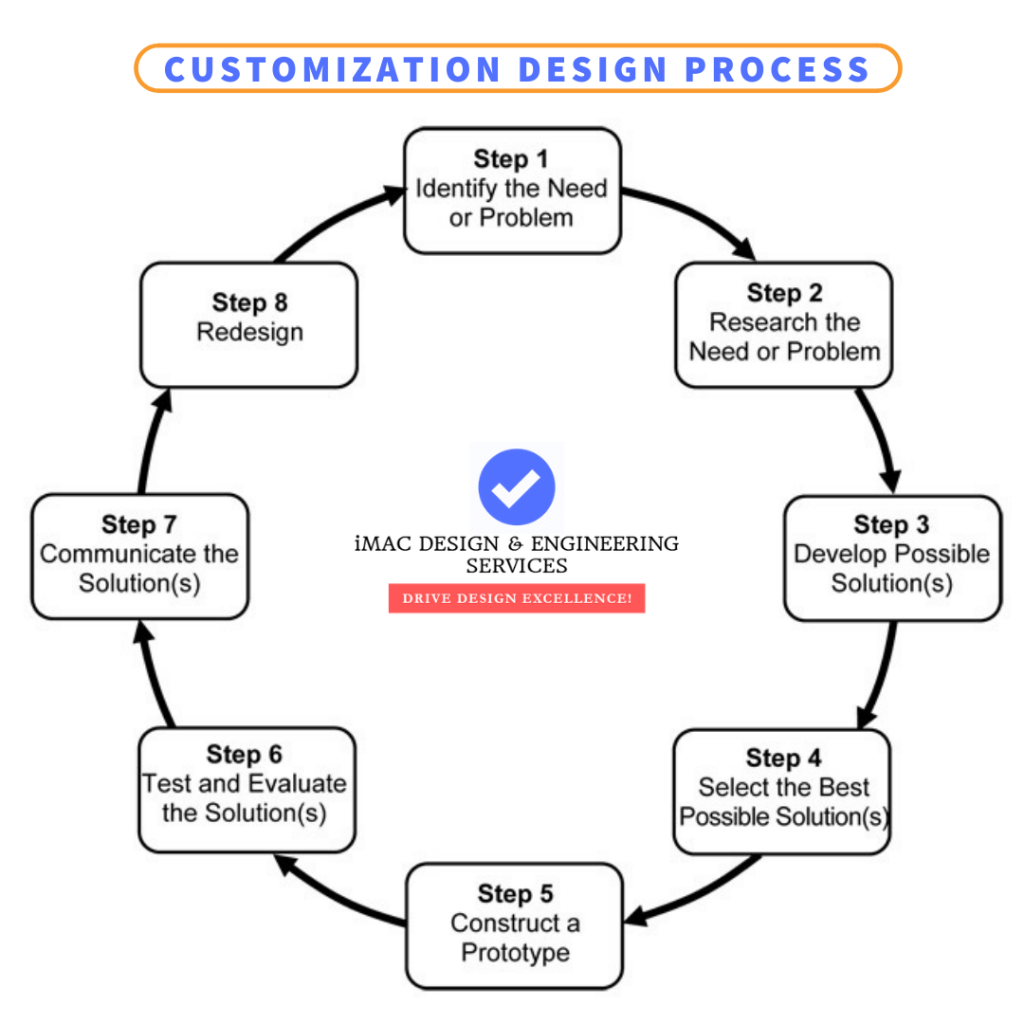 CUSTOMIZATION DESIGN PROCESS
Step 1
Identify the Need
or Problem
Step 2
Research the
Need or Problem
Step 3
Develop Possible
Solution(s)
Step 4
Select the Best
Possible Solution(s)
Step 5
Construct a
Prototype
Step 6
Test and Evaluate
the Solution(s)
Step 7
Communicate the
Solution(s)
Step 8
Redesign
iMAC DESIGN & ENGINEERING
SERVICES
DRIVE DESIGN EXCELLENCE!